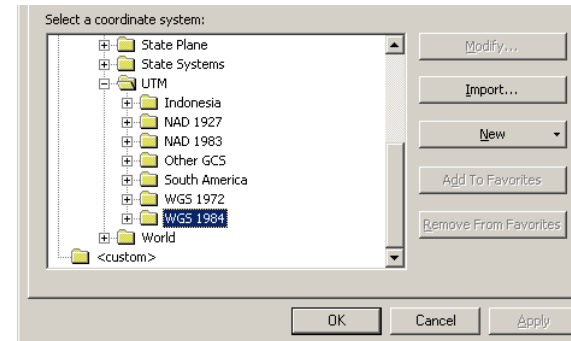 Select a coordinate system:
State Plane
State Systems
UTM
Indonesia
NAD 1927
NAD 1983
Other GCS
South America
WGS 1972
WGS 1984
World
<custom>
Modify...
Import...
New
Add To Favorites
Remove From Favorites
OK
Cancel
Apply